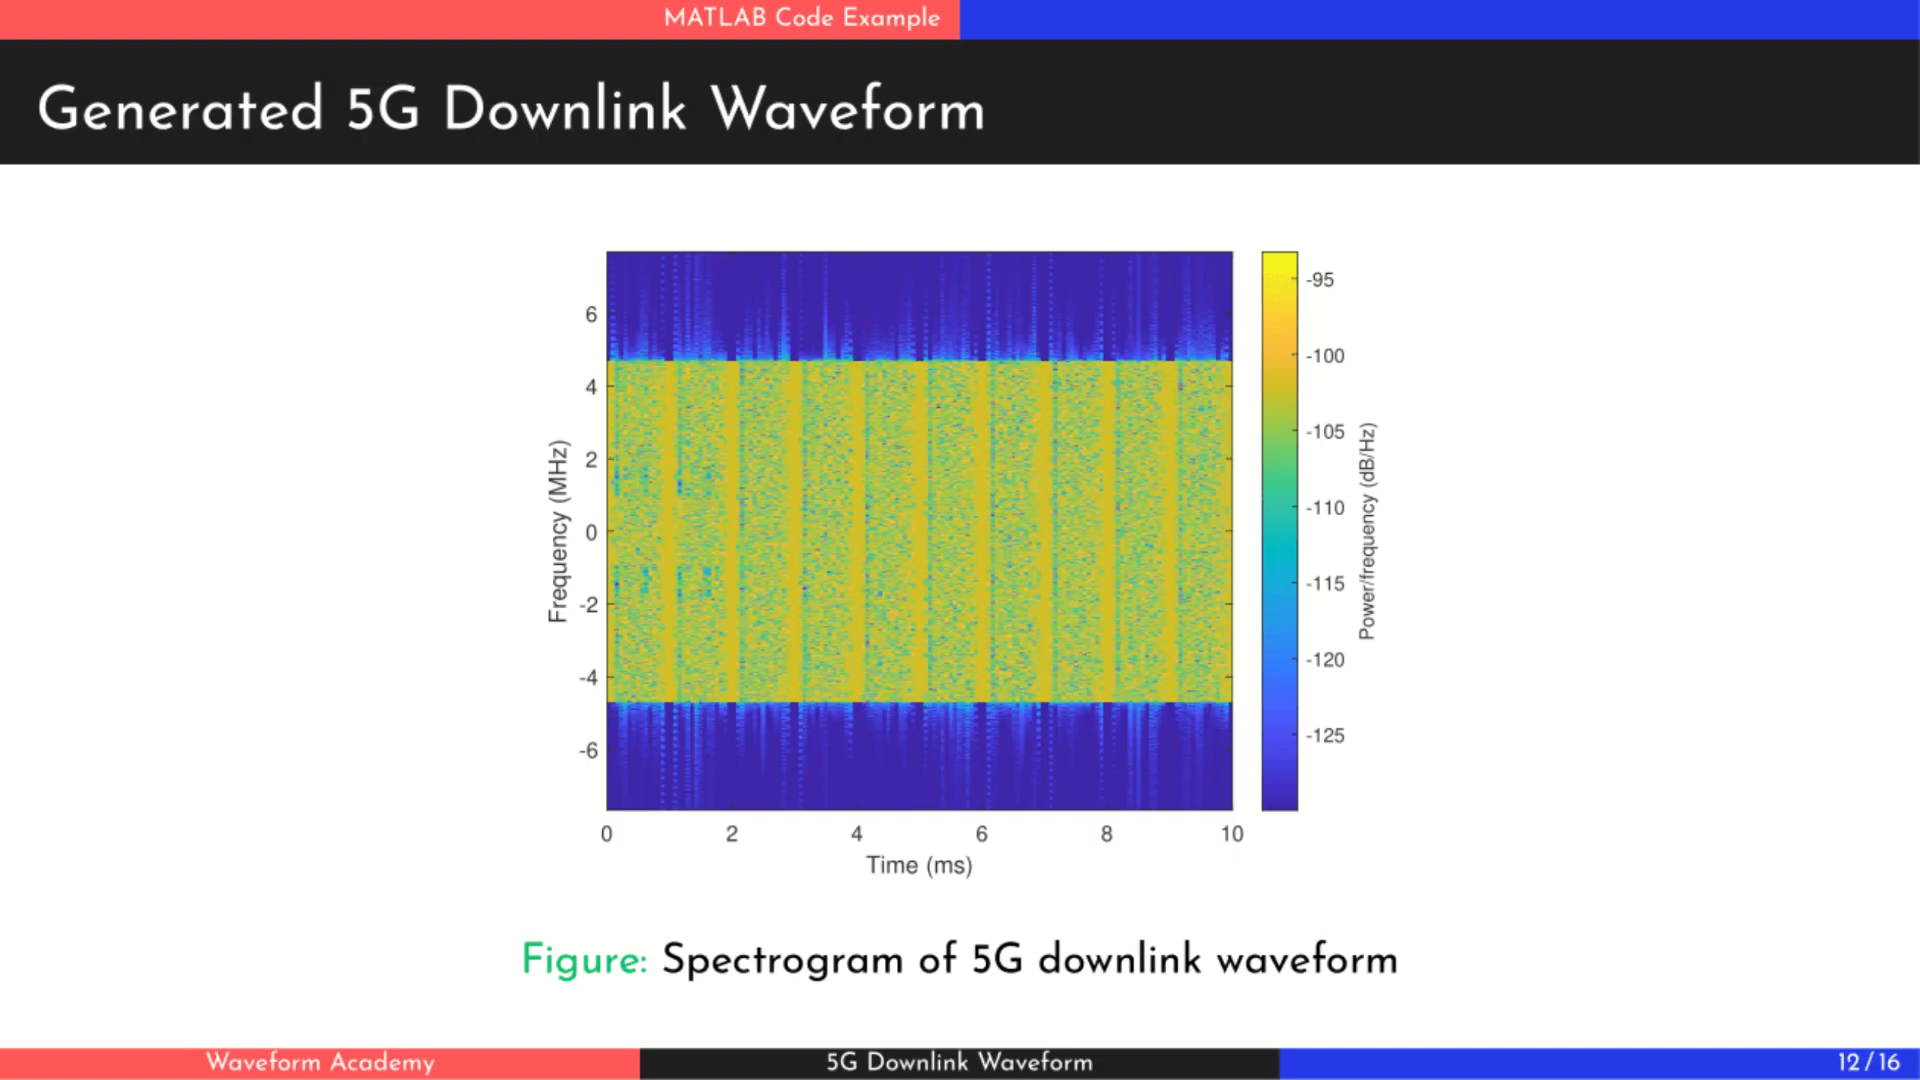 MATLAB Code Example
Generated 5G Downlink Waveform
6
4
2
0
-2
-4
-6
Frequency (MHz)
0 2 4 6 8 10
Time (ms)
-95
-100
-105
-110
-115
-120
-125
Power/frequency (dB/Hz)
Figure: Spectrogram of 5G downlink waveform
Waveform Academy 5G Downlink Waveform 12 / 16